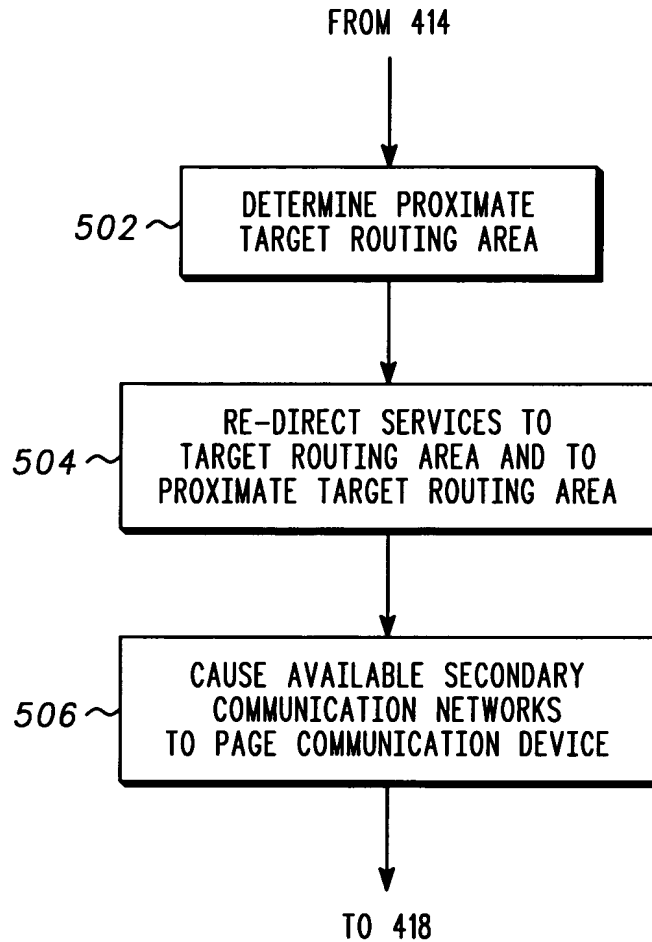 FROM 414
502
DETERMINE PROXIMATE
TARGET ROUTING AREA
504
RE-DIRECT SERVICES TO
TARGET ROUTING AREA AND TO
PROXIMATE TARGET ROUTING AREA
506
CAUSE AVAILABLE SECONDARY
COMMUNICATION NETWORKS
TO PAGE COMMUNICATION DEVICE
TO 418